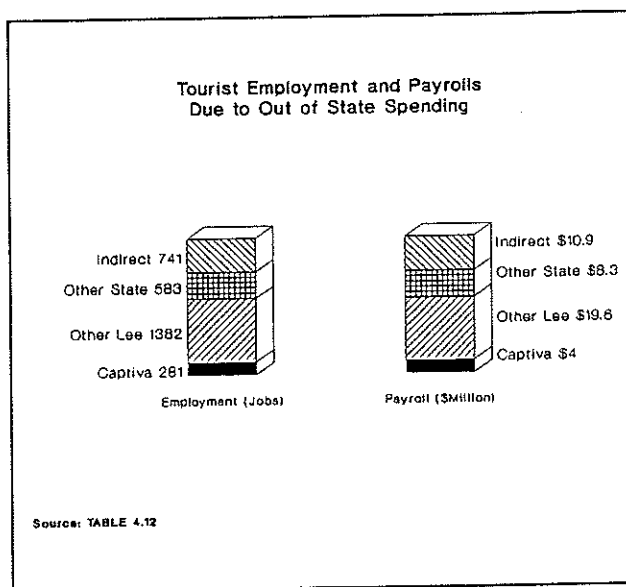 Tourist Employment and Payrolls
Due to Out of State Spending
Indirect 741
Other State 583
Other Lee 1382
Captiva 281
Employment (Jobs)
Indirect $10.9
Other State $8.3
Other Lee $19.6
Captiva $4
Payroll ($Million)
Source: TABLE 4.12